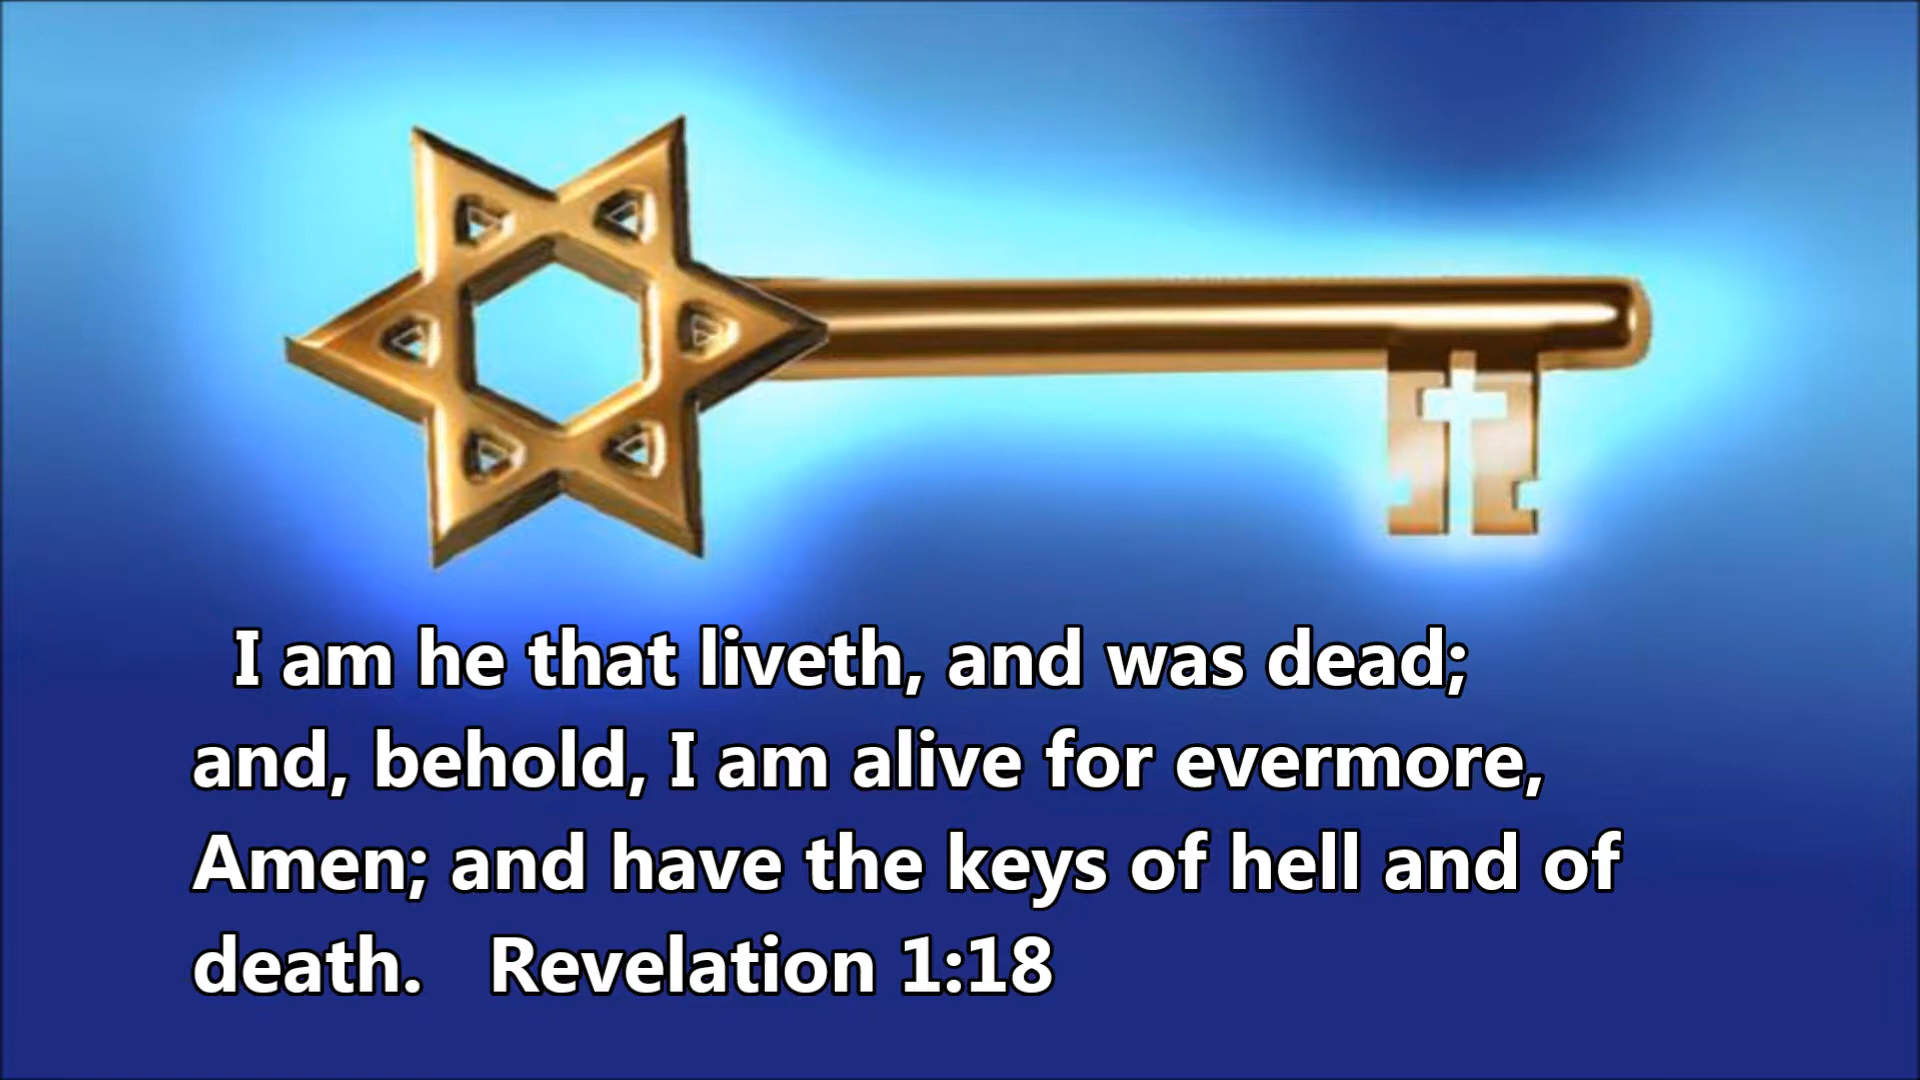 I am he that liveth, and was dead;
and, behold, I am alive for evermore,
Amen; and have the keys of hell and of
death.   Revelation 1:18